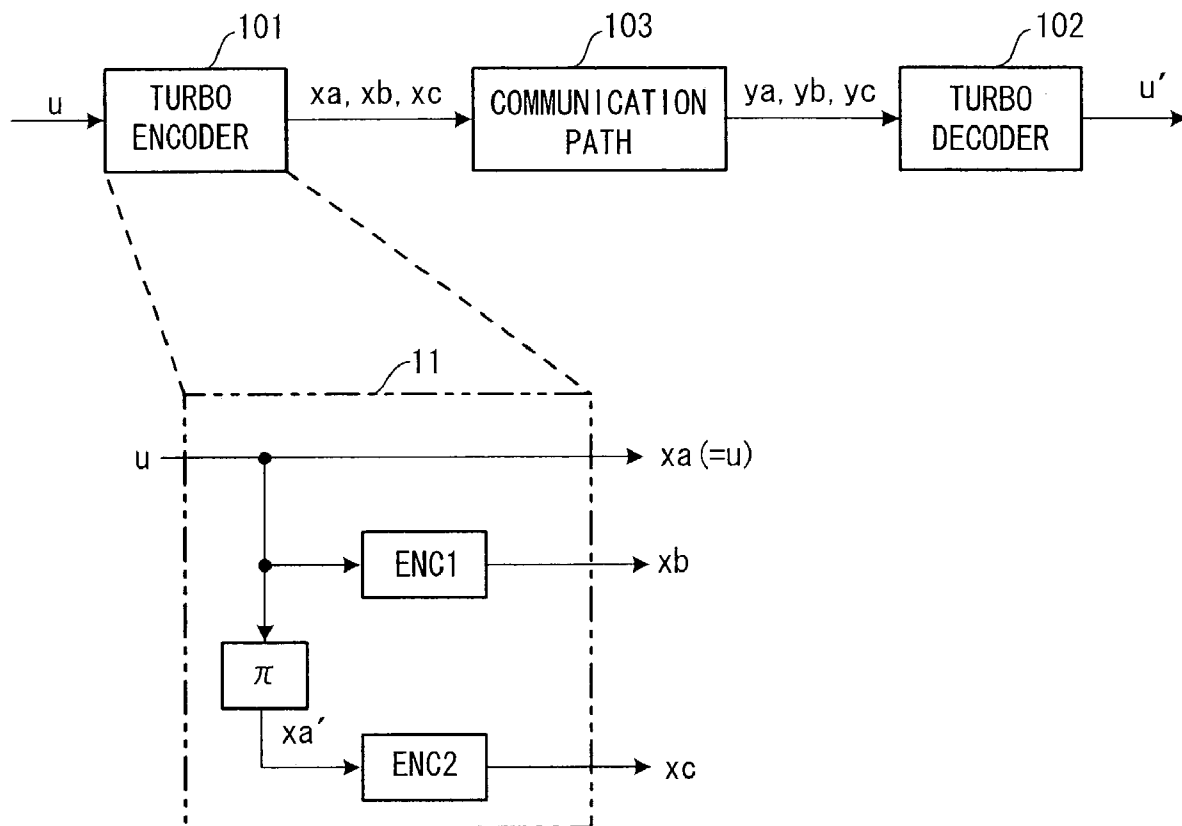 101
103
102
u
TURBO
ENCODER
xa, xb, xc
COMMUNICATION
PATH
ya, yb, yc
TURBO
DECODER
u′
11
u
xa(=u)
ENC1
xb
π
xa′
ENC2
xc